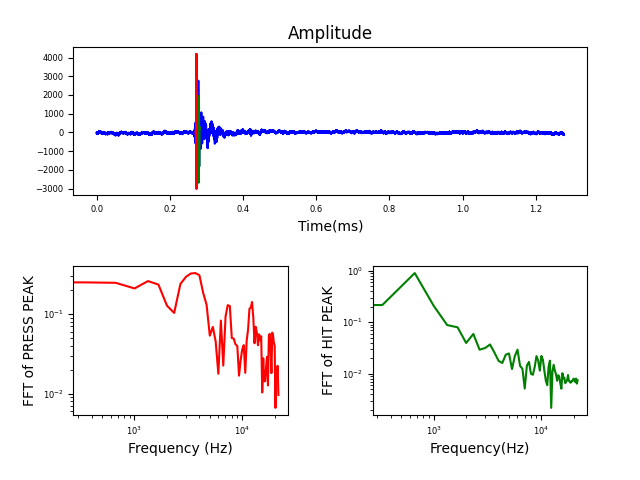 Amplitude
4000
3000
2000
1000
0
−1000
−2000
−3000
0.0 0.2 0.4 0.6 0.8 1.0 1.2
Time(ms)
FFT of PRESS PEAK
10⁻¹
10⁻²
10³ 10⁴
Frequency (Hz)
FFT of HIT PEAK
10⁰
10⁻¹
10⁻²
10³ 10⁴
Frequency(Hz)